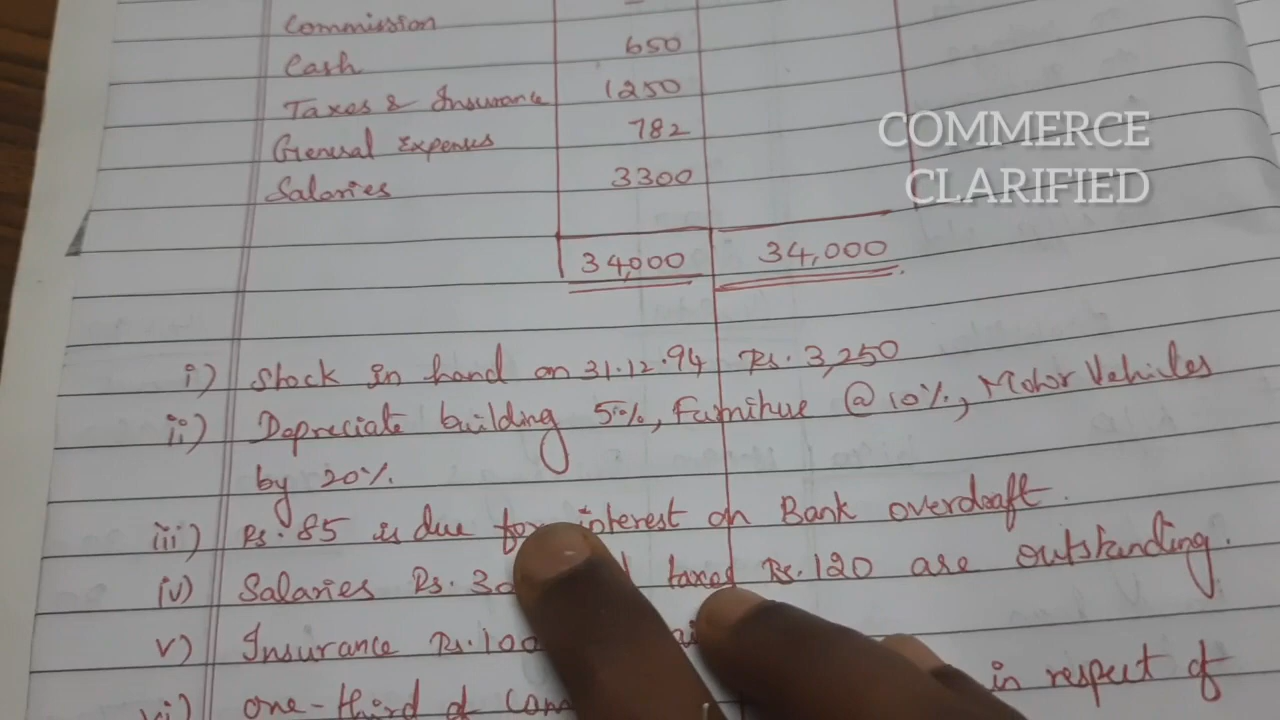 Commission
Cash 650
Taxes & Insurance 1250
General Expenses 782
Salaries 3300
34,000 34,000
COMMERCE
CLARIFIED
i) Stock in hand on 31.12.94 Rs. 3,250
ii) Depreciate building 5%, Furniture @ 10%, Motor Vehicles
by 20%.
iii) Rs. 85 is due for interest on Bank overdraft.
iv) Salaries Rs. taxes Rs. 120 are outstanding.
v) Insurance Rs. 100
vi) one-third of in respect of